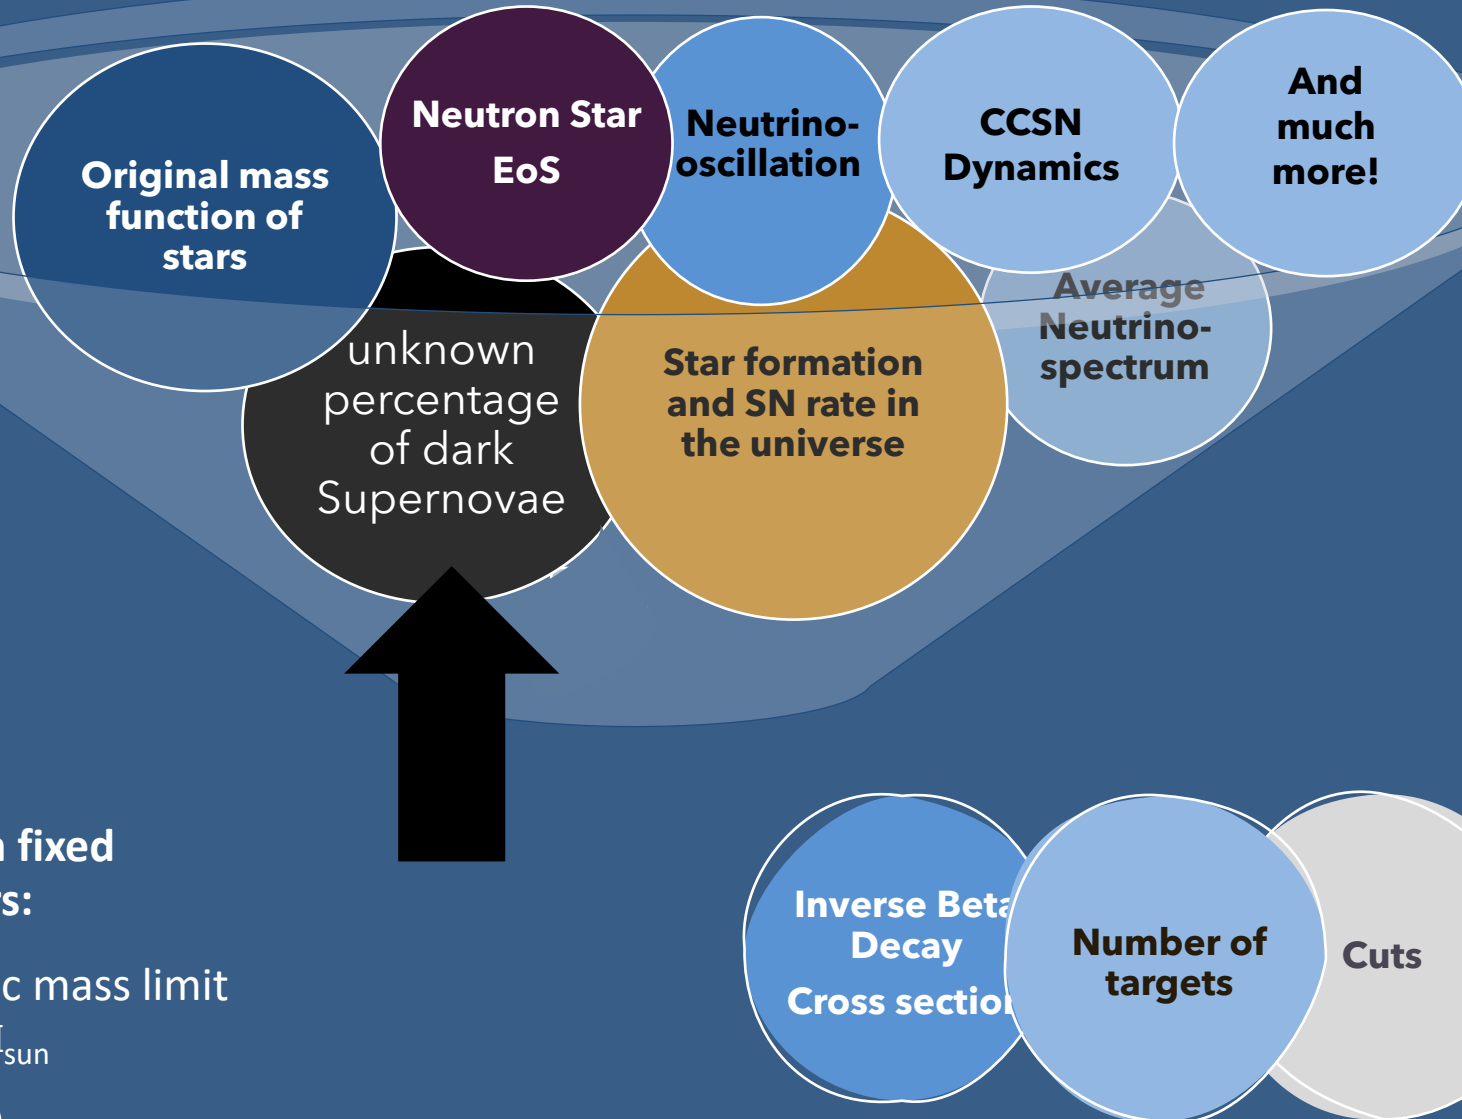 Original mass
function of
stars
Neutron Star
EoS
Neutrino-
oscillation
CCSN
Dynamics
And
much
more!
unknown
percentage
of dark
Supernovae
Star formation
and SN rate in
the universe
Average
Neutrino-
spectrum
fixed
mass limit
sun
Inverse Beta
Decay
Cross section
Number of
targets
Cuts